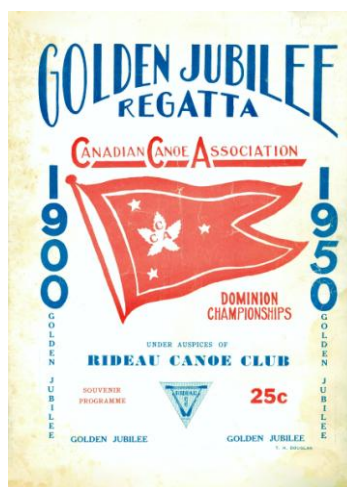 GOLDEN JUBILEE
REGATTA
CANADIAN CANOE ASSOCIATION
1900
1950
C
C A
DOMINION
CHAMPIONSHIPS
GOLDEN JUBILEE
GOLDEN JUBILEE
UNDER AUSPICES OF
RIDEAU CANOE CLUB
SOUVENIR
PROGRAMME
RIDEAU
25c
GOLDEN JUBILEE
GOLDEN JUBILEE